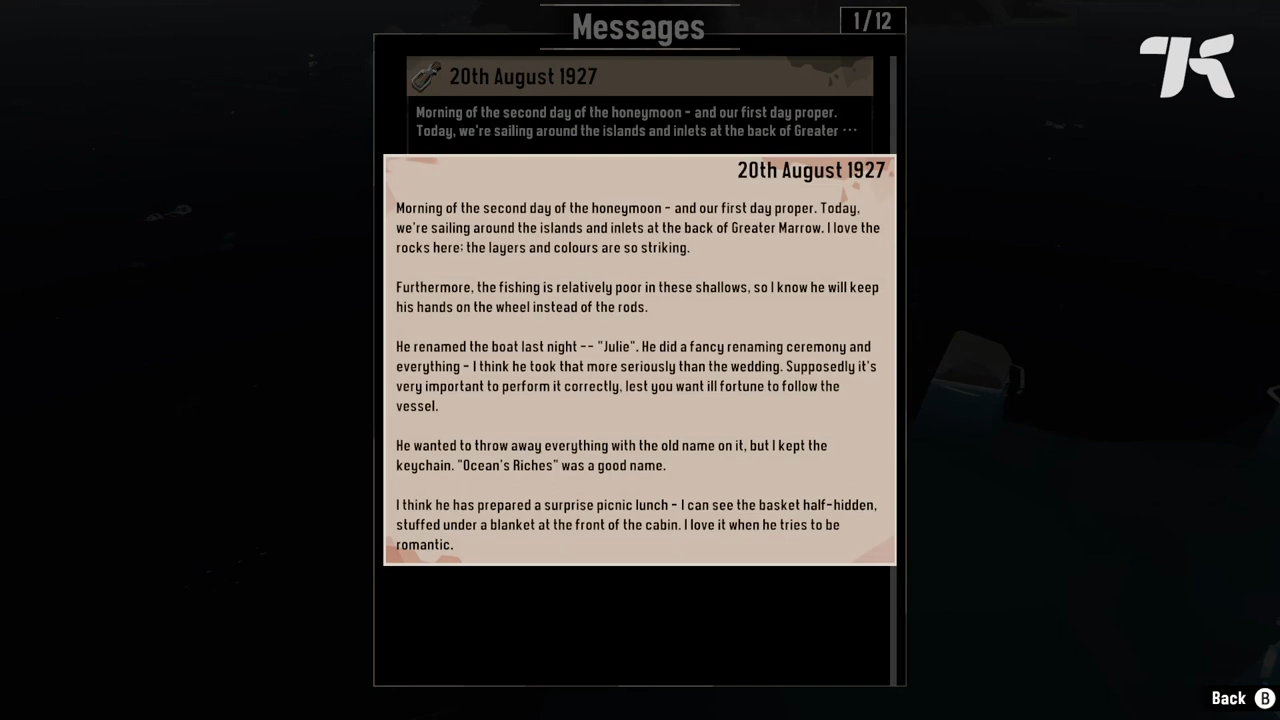 Messages
1/12
20th August 1927
Morning of the second day of the honeymoon - and our first day proper.
Today, we're sailing around the islands and inlets at the back of Greater ...
20th August 1927
Morning of the second day of the honeymoon - and our first day proper. Today,
we're sailing around the islands and inlets at the back of Greater Marrow. I love the
rocks here: the layers and colours are so striking.
Furthermore, the fishing is relatively poor in these shallows, so I know he will keep
his hands on the wheel instead of the rods.
He renamed the boat last night -- "Julie". He did a fancy renaming ceremony and
everything - I think he took that more seriously than the wedding. Supposedly it's
very important to perform it correctly, lest you want ill fortune to follow the
vessel.
He wanted to throw away everything with the old name on it, but I kept the
keychain. "Ocean's Riches" was a good name.
I think he has prepared a surprise picnic lunch - I can see the basket half-hidden,
stuffed under a blanket at the front of the cabin. I love it when he tries to be
romantic.
Back B